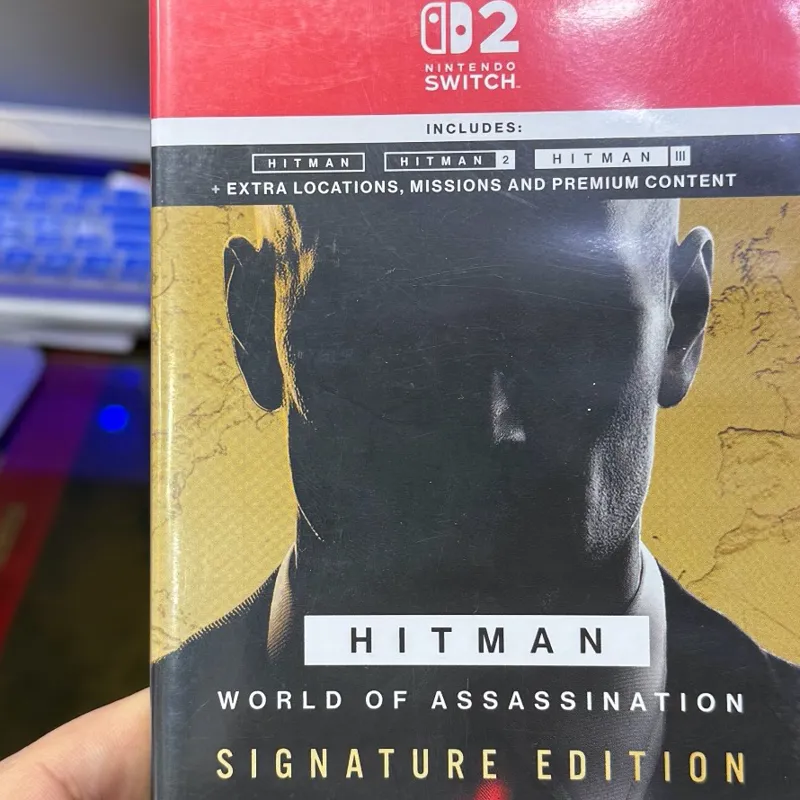 2
NINTENDO
SWITCH™
INCLUDES:
HITMAN HITMAN 2 HITMAN III
+ EXTRA LOCATIONS, MISSIONS AND PREMIUM CONTENT
HITMAN
WORLD OF ASSASSINATION
SIGNATURE EDITION